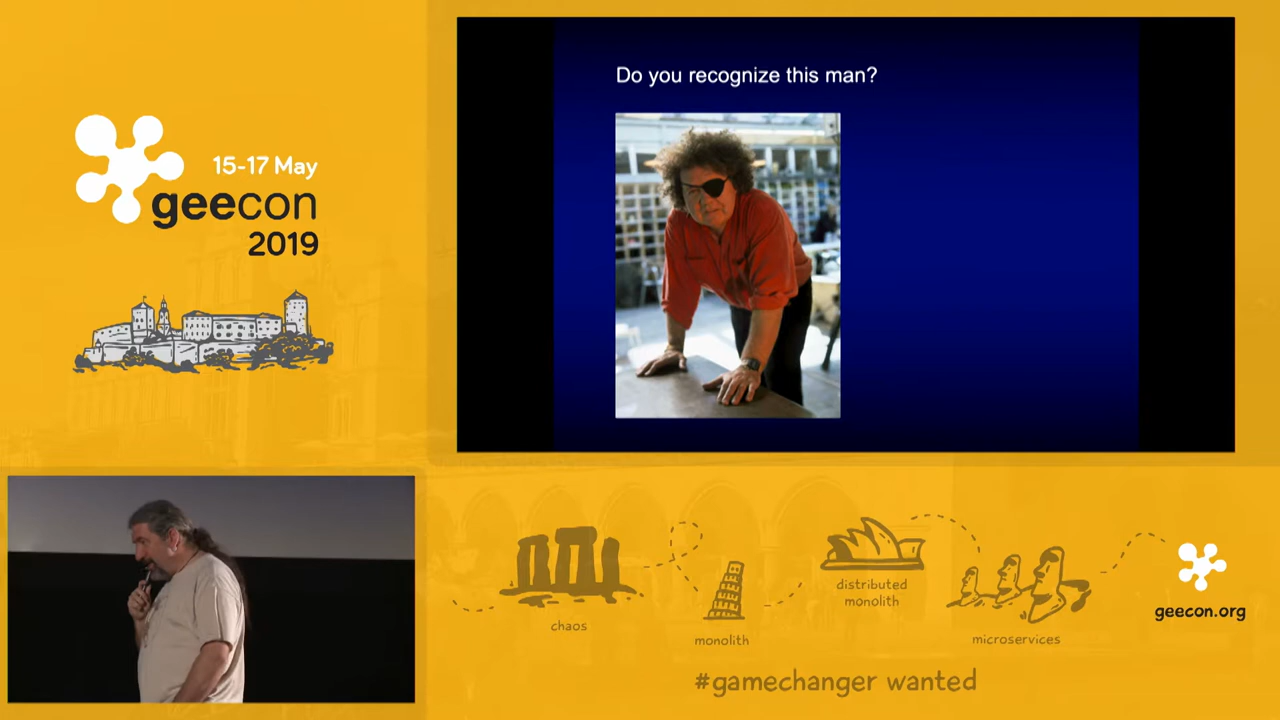 15-17 May
geecon
2019
Do you recognize this man?
chaos
monolith
distributed
monolith
microservices
geecon.org
#gamechanger wanted